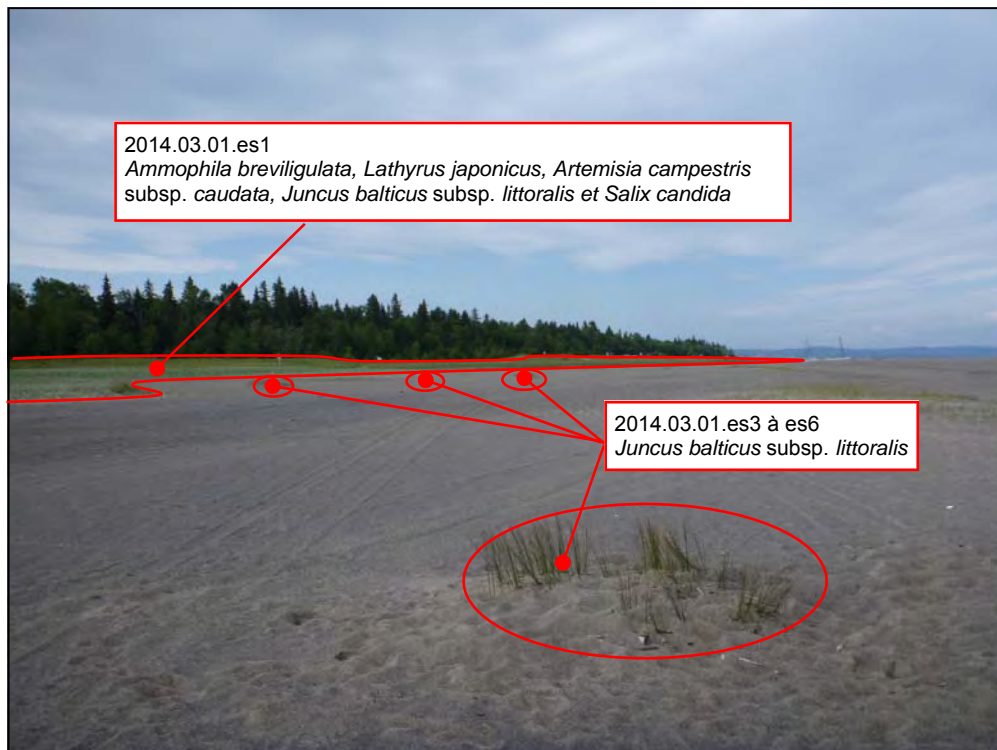 2014.03.01.es1
Ammophila breviligulata, Lathyrus japonicus, Artemisia campestris
subsp. caudata, Juncus balticus subsp. littoralis et Salix candida
2014.03.01.es3 à es6
Juncus balticus subsp. littoralis